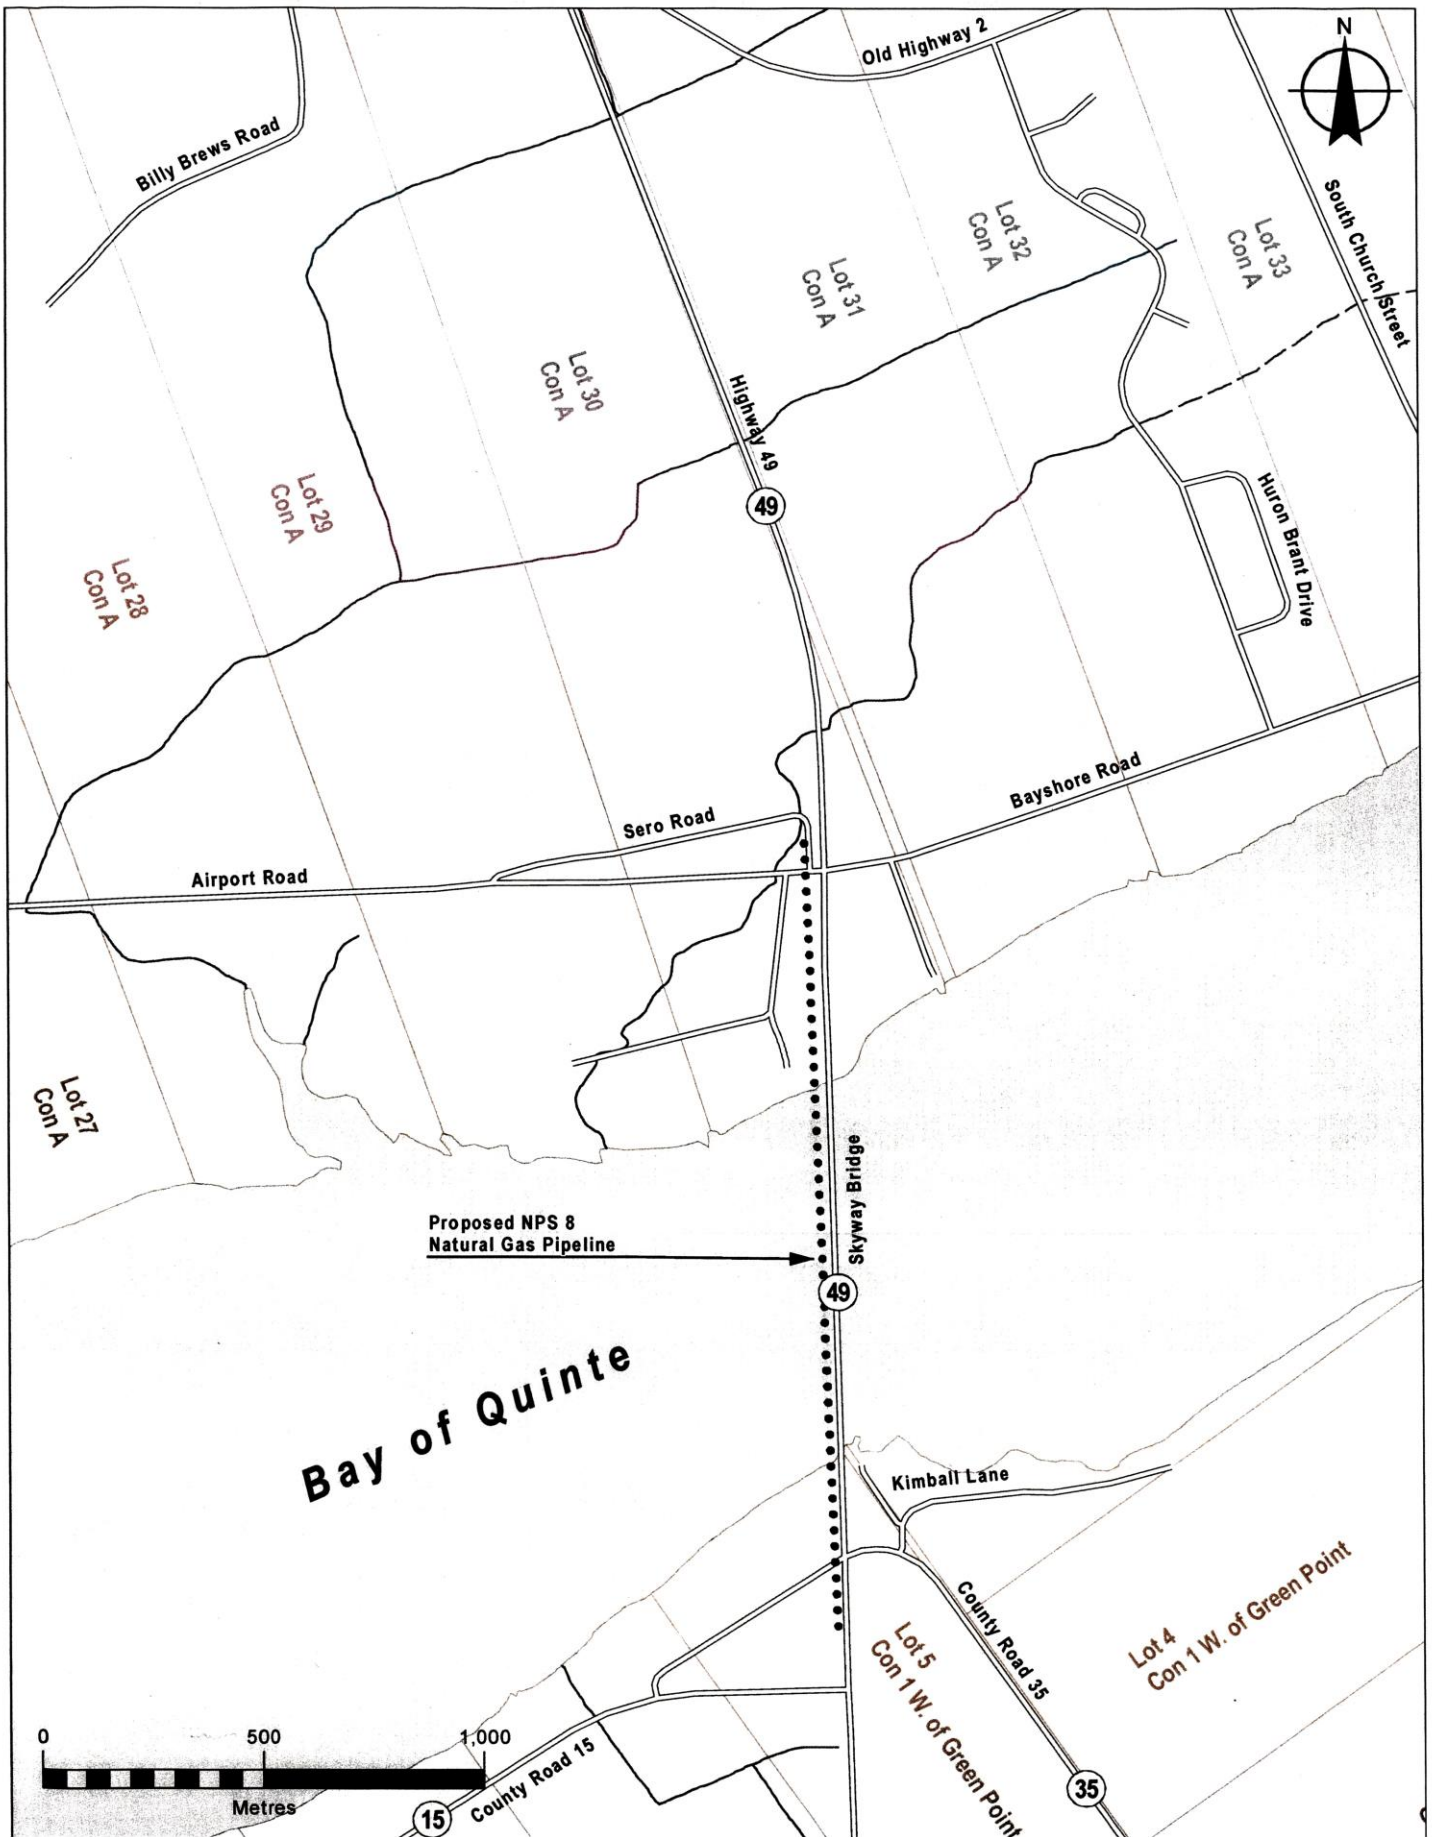 N
Old Highway 2
Billy Brews Road
South Church Street
Lot 32
Con A
Lot 33
Con A
Lot 31
Con A
Lot 30
Con A
Highway 49
49
Lot 29
Con A
Huron Brant Drive
Lot 28
Con A
Bayshore Road
Sero Road
Airport Road
Lot 27
Con A
Skyway Bridge
Proposed NPS 8
Natural Gas Pipeline
49
Bay of Quinte
Kimball Lane
County Road 35
Lot 4
Con 1 W. of Green Point
Lot 5
Con 1 W. of Green Point
0 500 1,000
Metres
County Road 15
15
35